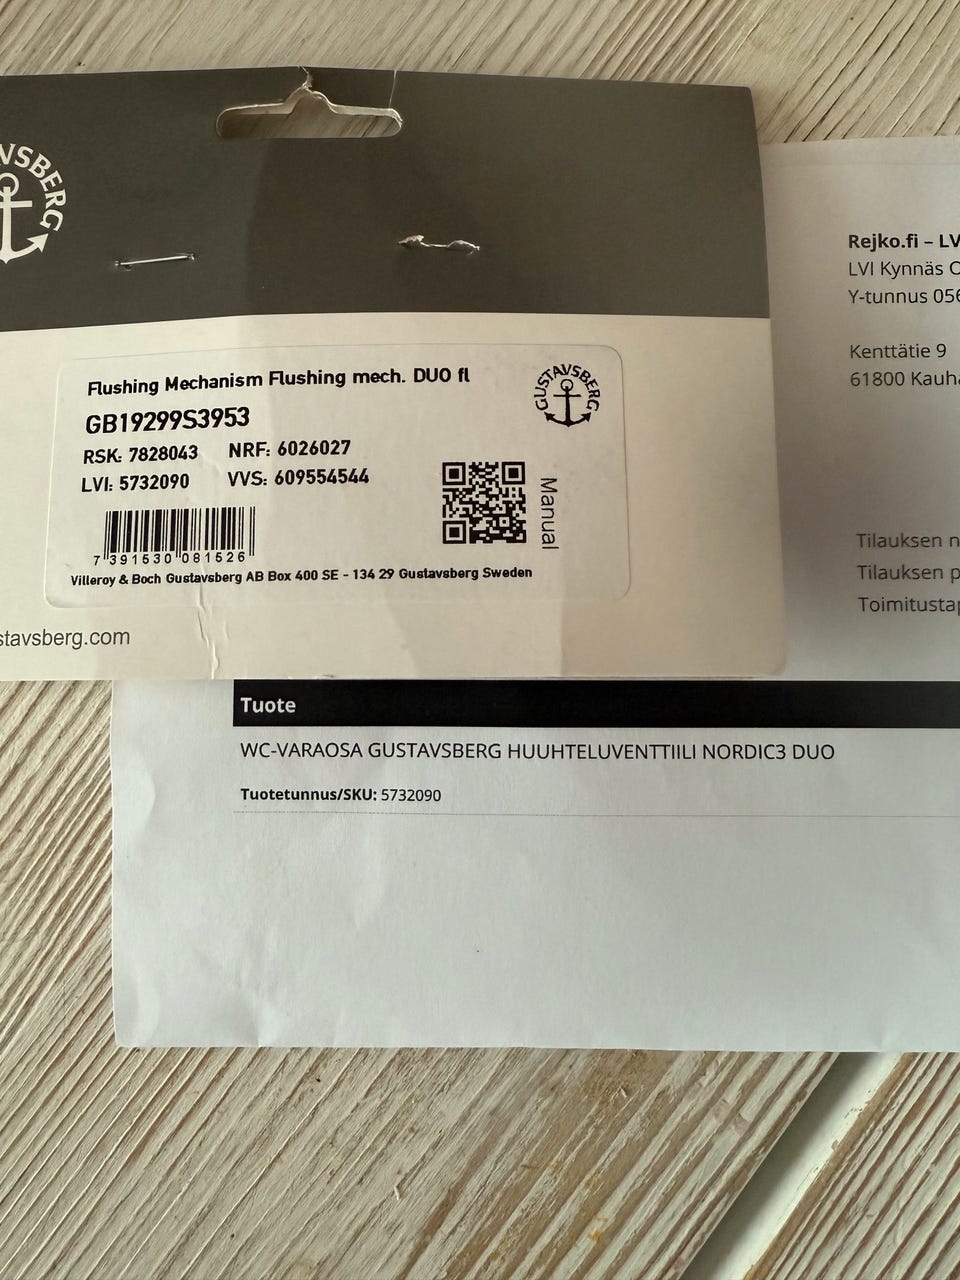 GUSTAVSBERG
Flushing Mechanism Flushing mech. DUO fl
GUSTAVSBERG
GB19299S3953
RSK: 7828043 NRF: 6026027
LVI: 5732090 VVS: 609554544
Manual
7 391530 081526
Villeroy & Boch Gustavsberg AB Box 400 SE - 134 29 Gustavsberg Sweden
stavsberg.com
Rejko.fi – LV
LVI Kynnäs O
Y-tunnus 056
Kenttätie 9
61800 Kauha
Tilauksen n
Tilauksen p
Toimitustap
Tuote
WC-VARAOSA GUSTAVSBERG HUUHTELUVENTTIILI NORDIC3 DUO
Tuotetunnus/SKU: 5732090